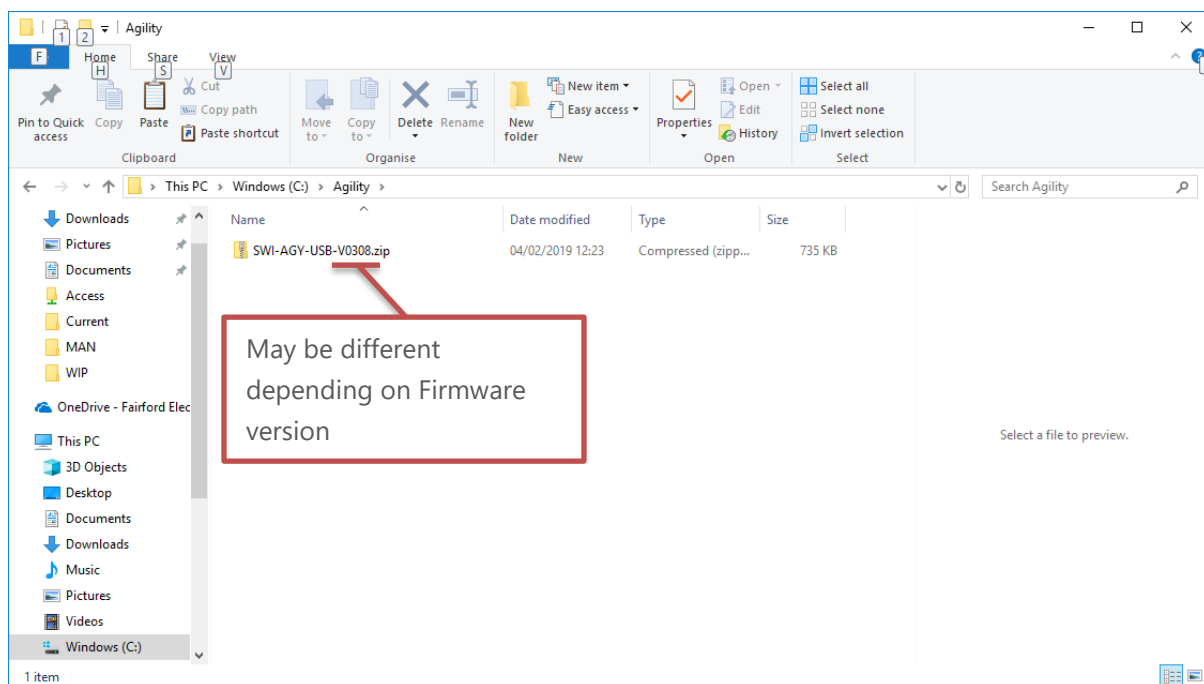 Agility
1 2
F Home Share View
H S V
Pin to Quick access
Copy
Paste
Cut
Copy path
Paste shortcut
Clipboard
Move to
Copy to
Delete
Rename
Organise
New folder
New item
Easy access
New
Properties
Open
Edit
History
Open
Select all
Select none
Invert selection
Select
This PC > Windows (C:) > Agility >
Search Agility
Name Date modified Type Size
SWI-AGY-USB-V0308.zip 04/02/2019 12:23 Compressed (zipp... 735 KB
May be different
depending on Firmware
version
Downloads
Pictures
Documents
Access
Current
MAN
WIP
OneDrive - Fairford Elec
This PC
3D Objects
Desktop
Documents
Downloads
Music
Pictures
Videos
Windows (C:)
Select a file to preview.
1 item